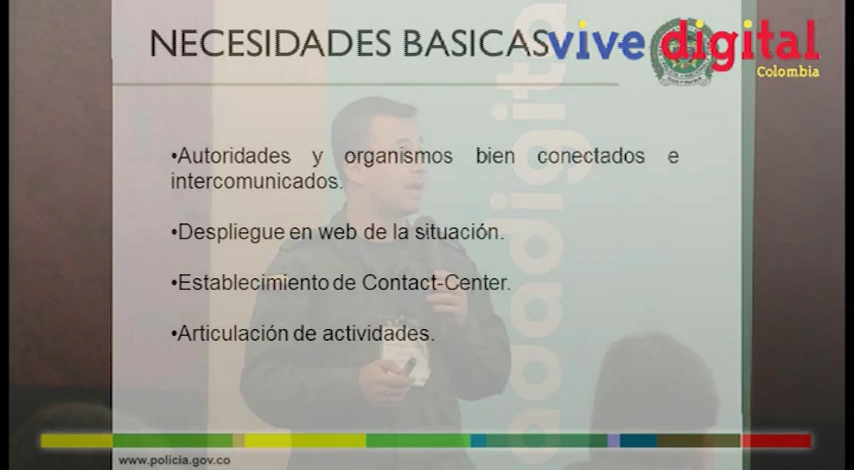 NECESIDADES BASICAS
vive digital
Colombia
•Autoridades y organismos bien conectados e
intercomunicados.
•Despliegue en web de la situación.
•Establecimiento de Contact-Center.
•Articulación de actividades.
www.policia.gov.co